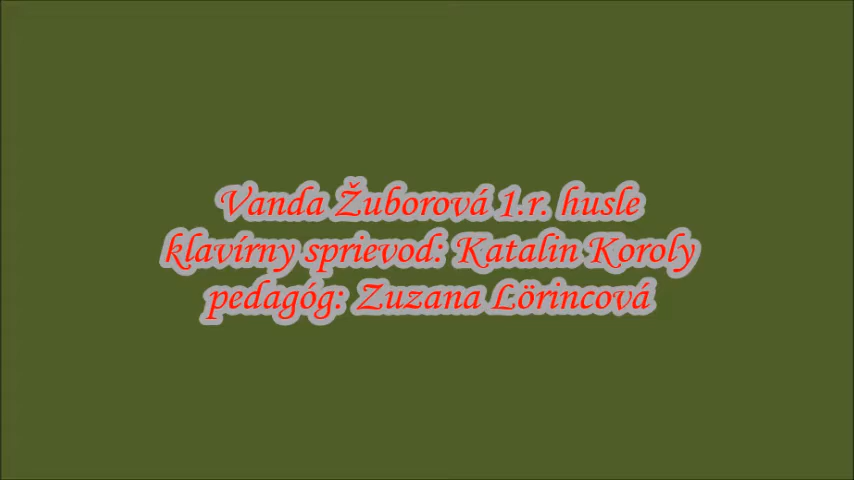 Vanda Žuborová 1.r. husle
klavírny sprievod: Katalin Koroly
pedagóg: Zuzana Lörincová